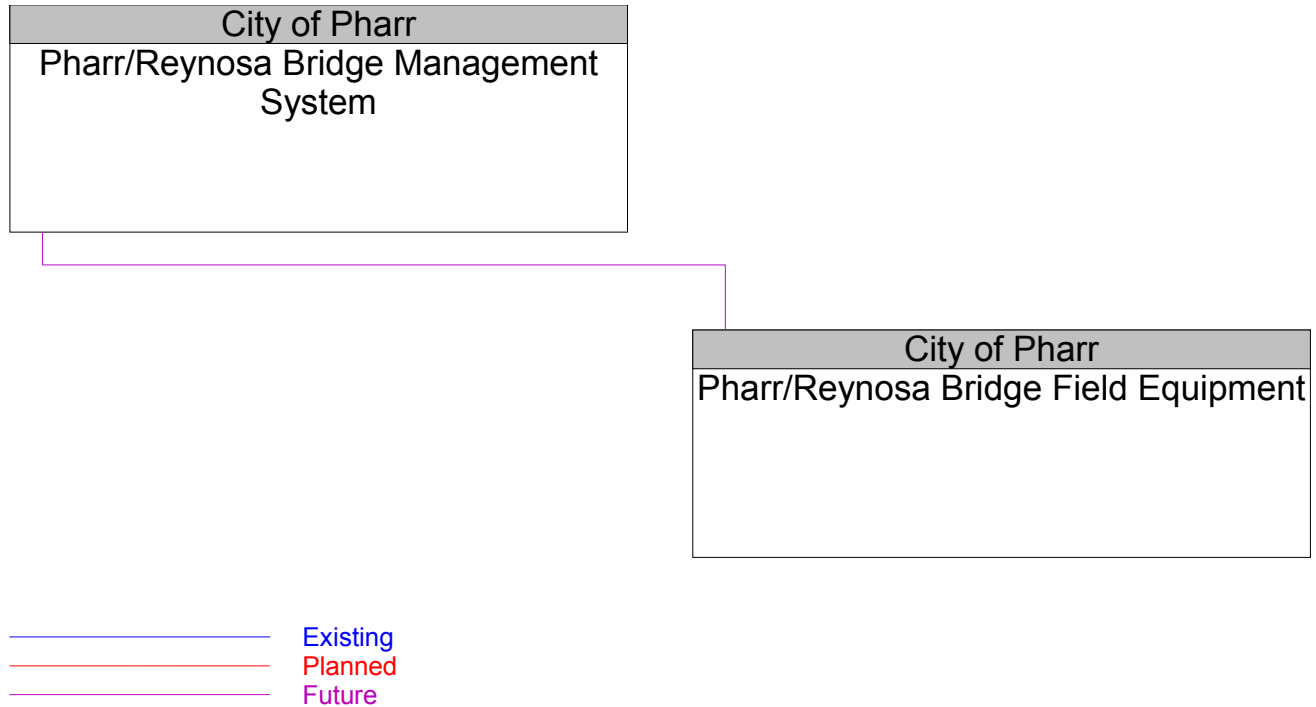 City of Pharr
Pharr/Reynosa Bridge Management
System
City of Pharr
Pharr/Reynosa Bridge Field Equipment
Existing
Planned
Future